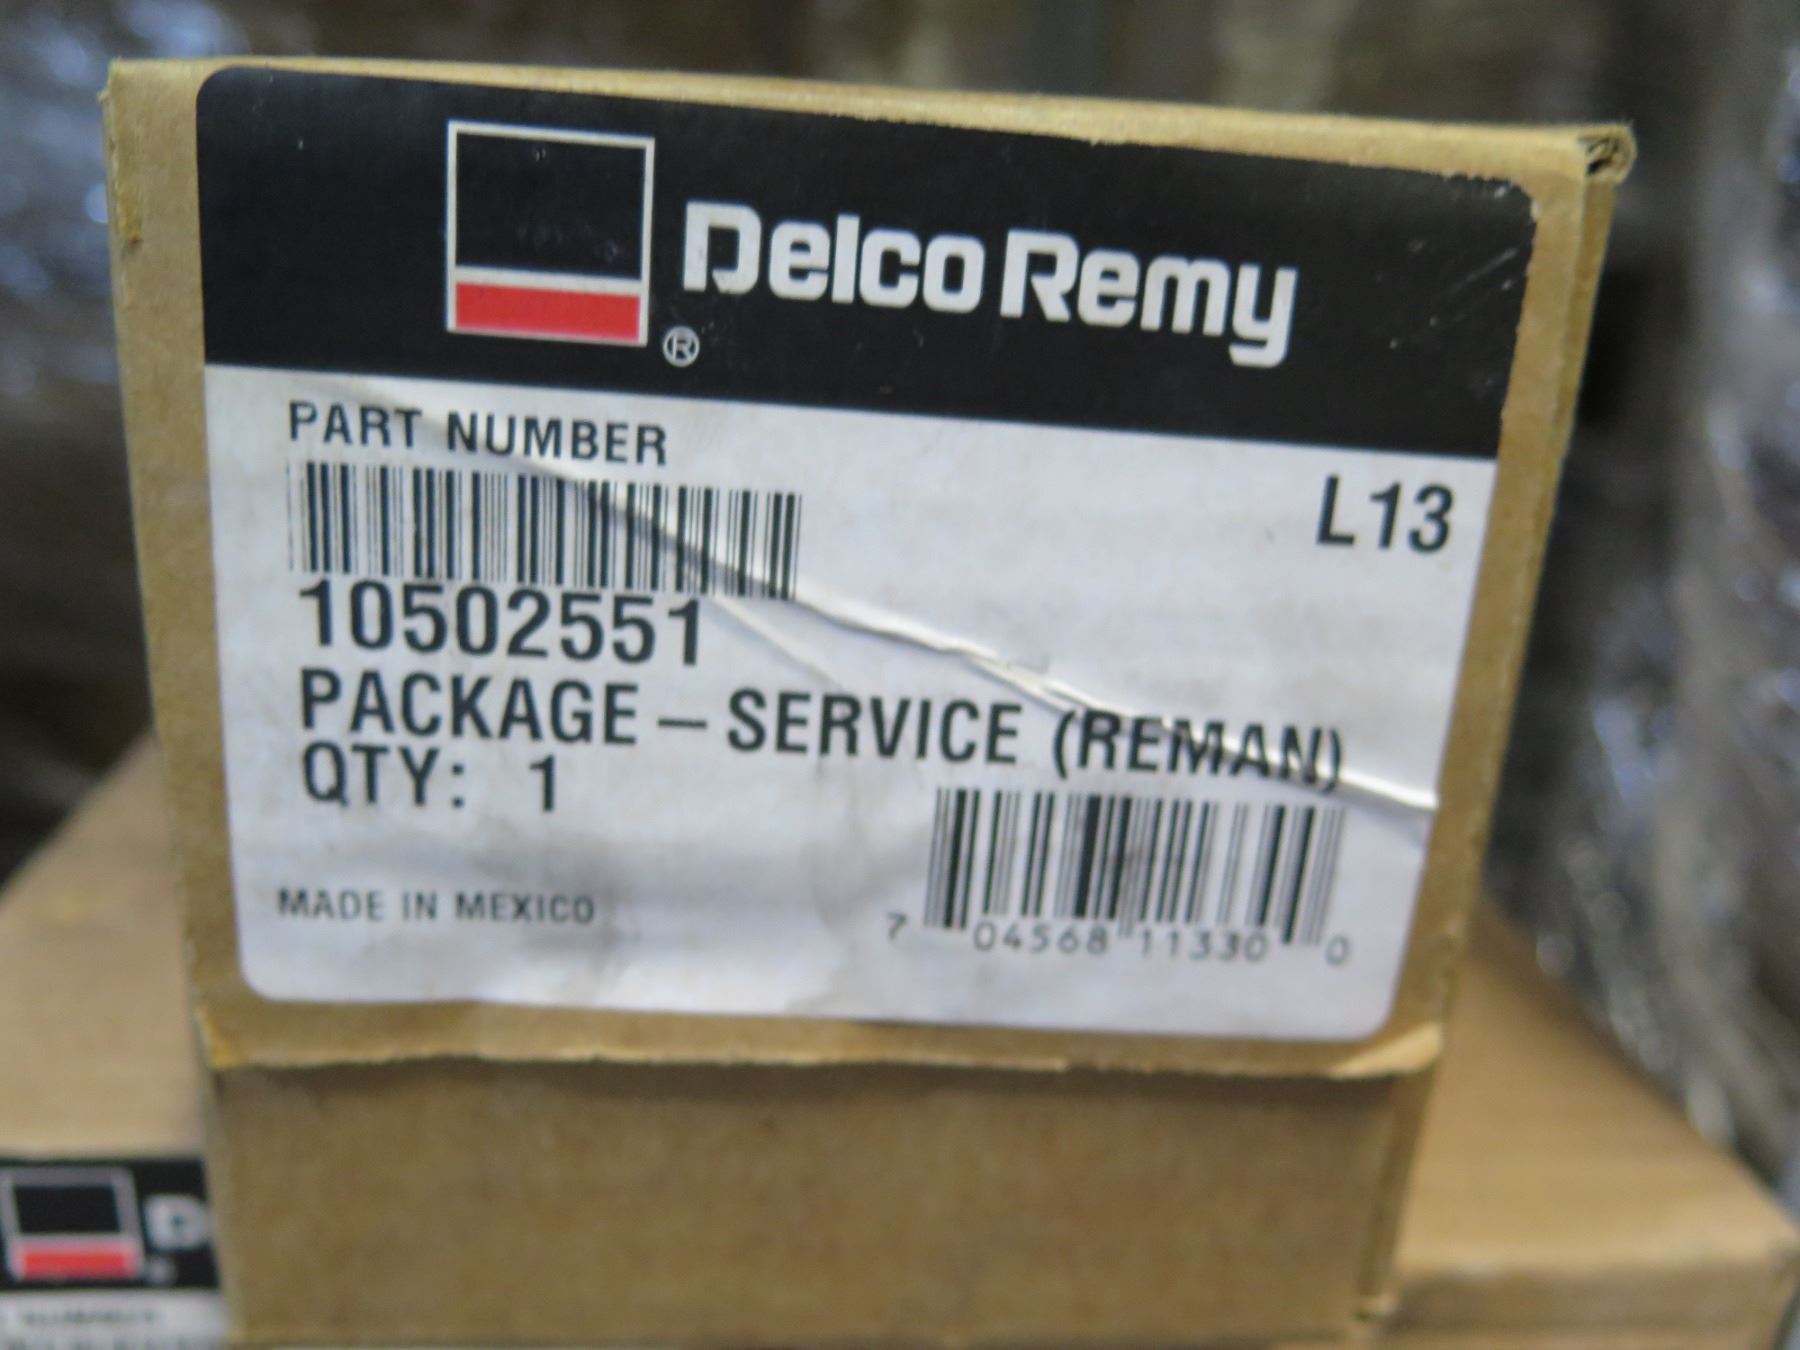 Delco Remy
®
PART NUMBER
L13
10502551
PACKAGE – SERVICE (REMAN)
QTY: 1
MADE IN MEXICO
7 04568 11330 0
D